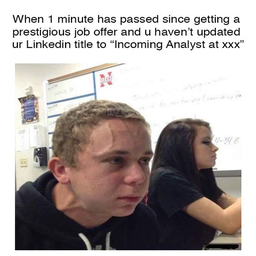 When 1 minute has passed since getting a
prestigious job offer and u haven't updated
ur Linkedin title to “Incoming Analyst at xxx”
N